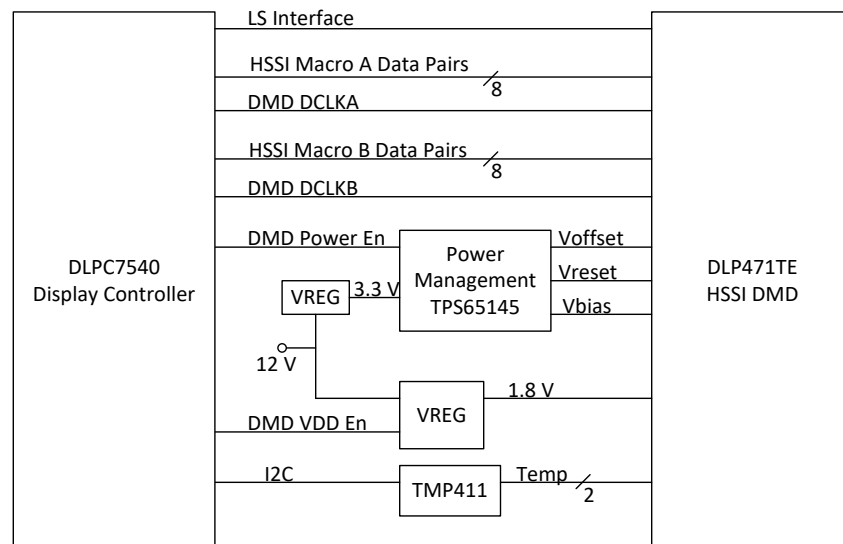 LS Interface
HSSI Macro A Data Pairs
8
DMD DCLKA
HSSI Macro B Data Pairs
8
DMD DCLKB
DMD Power En
Power
Management
TPS65145
Voffset
Vreset
Vbias
DLPC7540
Display Controller
DLP471TE
HSSI DMD
VREG
3.3 V
12 V
1.8 V
VREG
DMD VDD En
I2C
TMP411
Temp
2